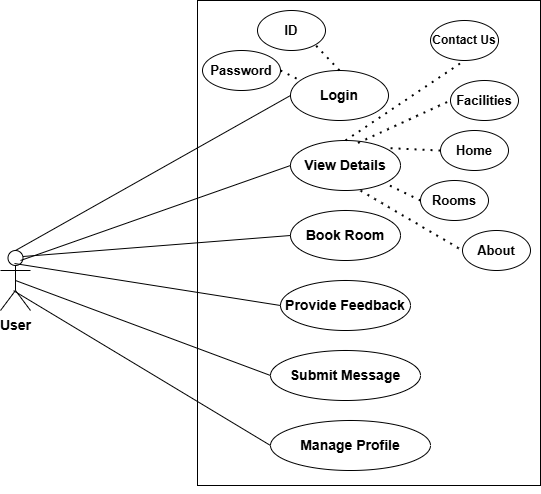 ID
Contact Us
Password
Login
Facilities
Home
View Details
Rooms
Book Room
About
Provide Feedback
User
Submit Message
Manage Profile